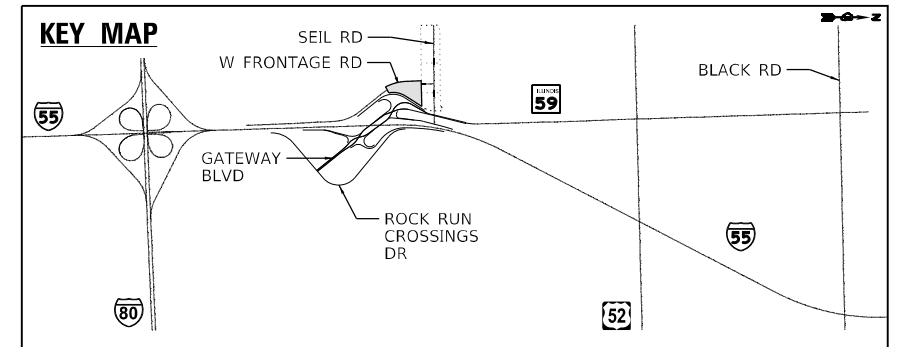 KEY MAP
Z
SEIL RD
W FRONTAGE RD
BLACK RD
ILLINOIS
59
55
GATEWAY
BLVD
ROCK RUN
CROSSINGS
DR
55
80
52